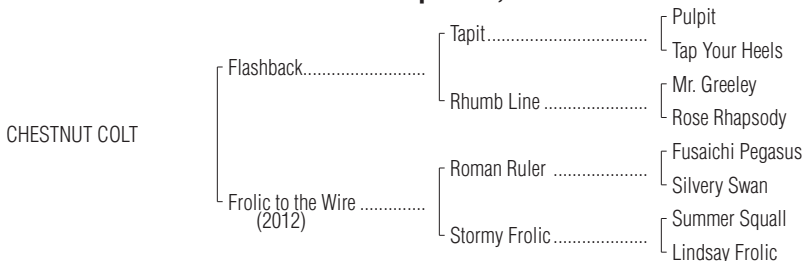 Pulpit
Tapit
Tap Your Heels
Flashback
Mr. Greeley
Rhumb Line
Rose Rhapsody
CHESTNUT COLT
Fusaichi Pegasus
Roman Ruler
Silvery Swan
Frolic to the Wire
(2012)
Summer Squall
Stormy Frolic
Lindsay Frolic